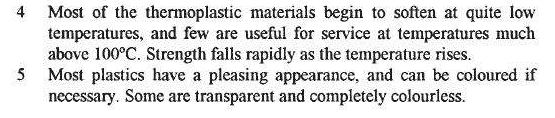 4 Most of the thermoplastic materials begin to soften at quite low
temperatures, and few are useful for service at temperatures much
above 100°C. Strength falls rapidly as the temperature rises.
5 Most plastics have a pleasing appearance, and can be coloured if
necessary. Some are transparent and completely colourless.